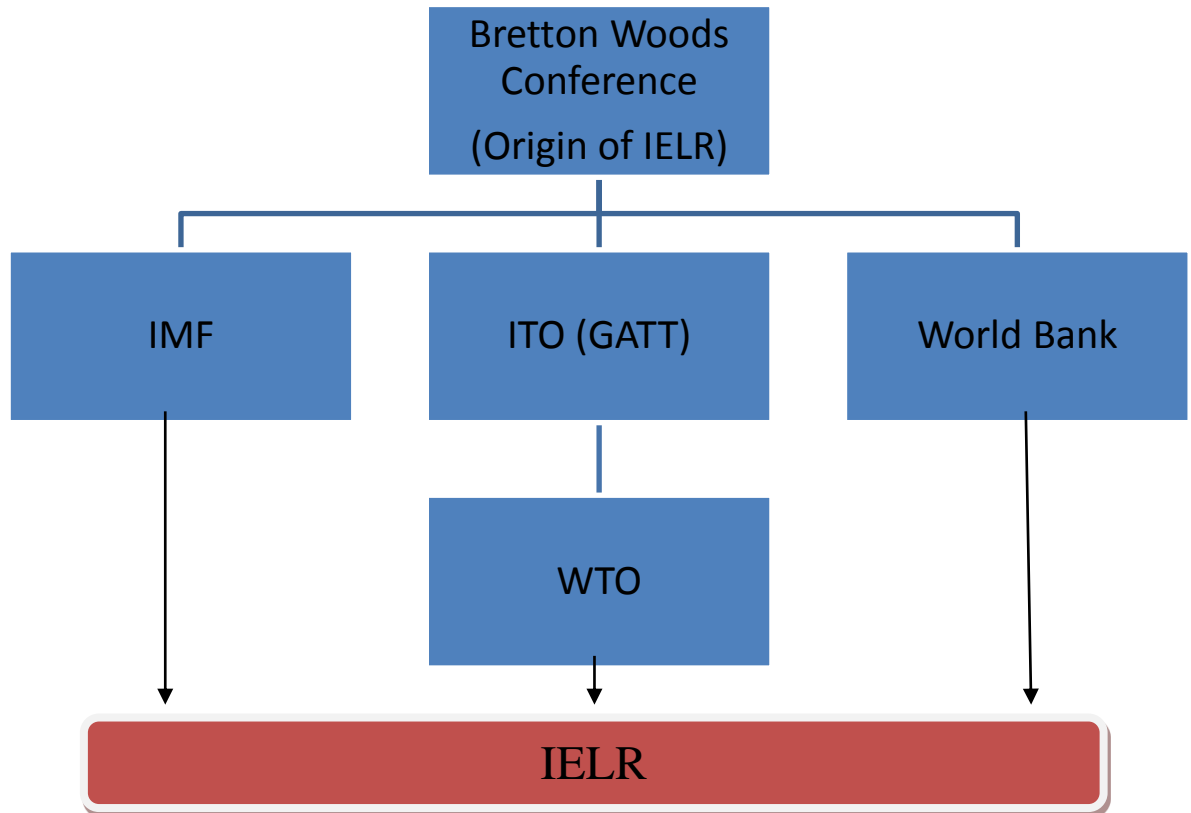 Bretton Woods
Conference
(Origin of IELR)
IMF
ITO (GATT)
World Bank
WTO
IELR